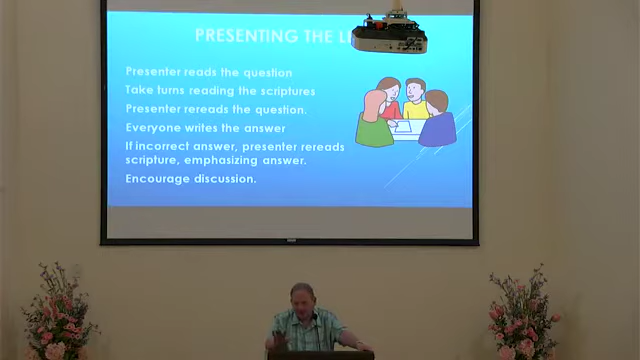 PRESENTING THE
Presenter reads the question
Take turns reading the scriptures
Presenter rereads the question.
Everyone writes the answer
If incorrect answer, presenter rereads
scripture, emphasizing answer.
Encourage discussion.